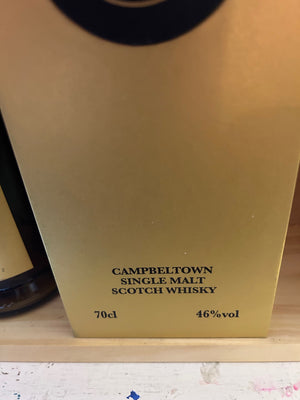 CAMPBELTOWN
SINGLE MALT
SCOTCH WHISKY
70cl 46%vol